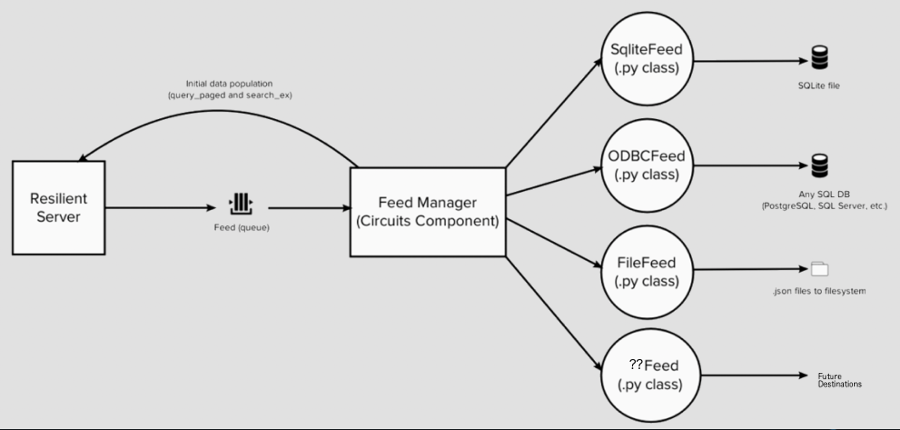 Initial data population
(query_paged and search_ex)
Resilient
Server
Feed (queue)
Feed Manager
(Circuits Component)
SqliteFeed
(.py class)
SQLite file
ODBCFeed
(.py class)
Any SQL DB
(PostgreSQL, SQL Server, etc.)
FileFeed
(.py class)
.json files to filesystem
??Feed
(.py class)
Future
Destinations